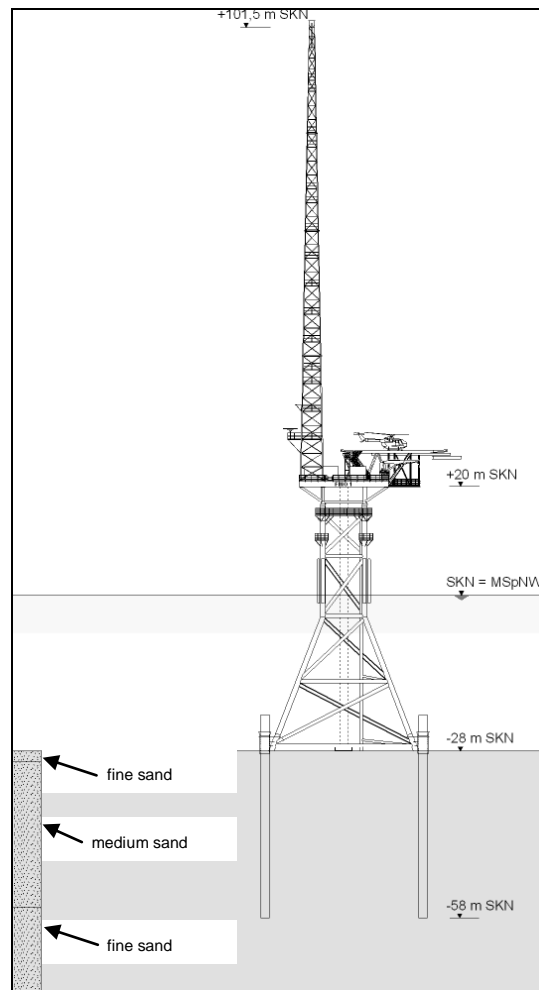 +101,5 m SKN
+20 m SKN
SKN = MSpNW
-28 m SKN
fine sand
medium sand
-58 m SKN
fine sand